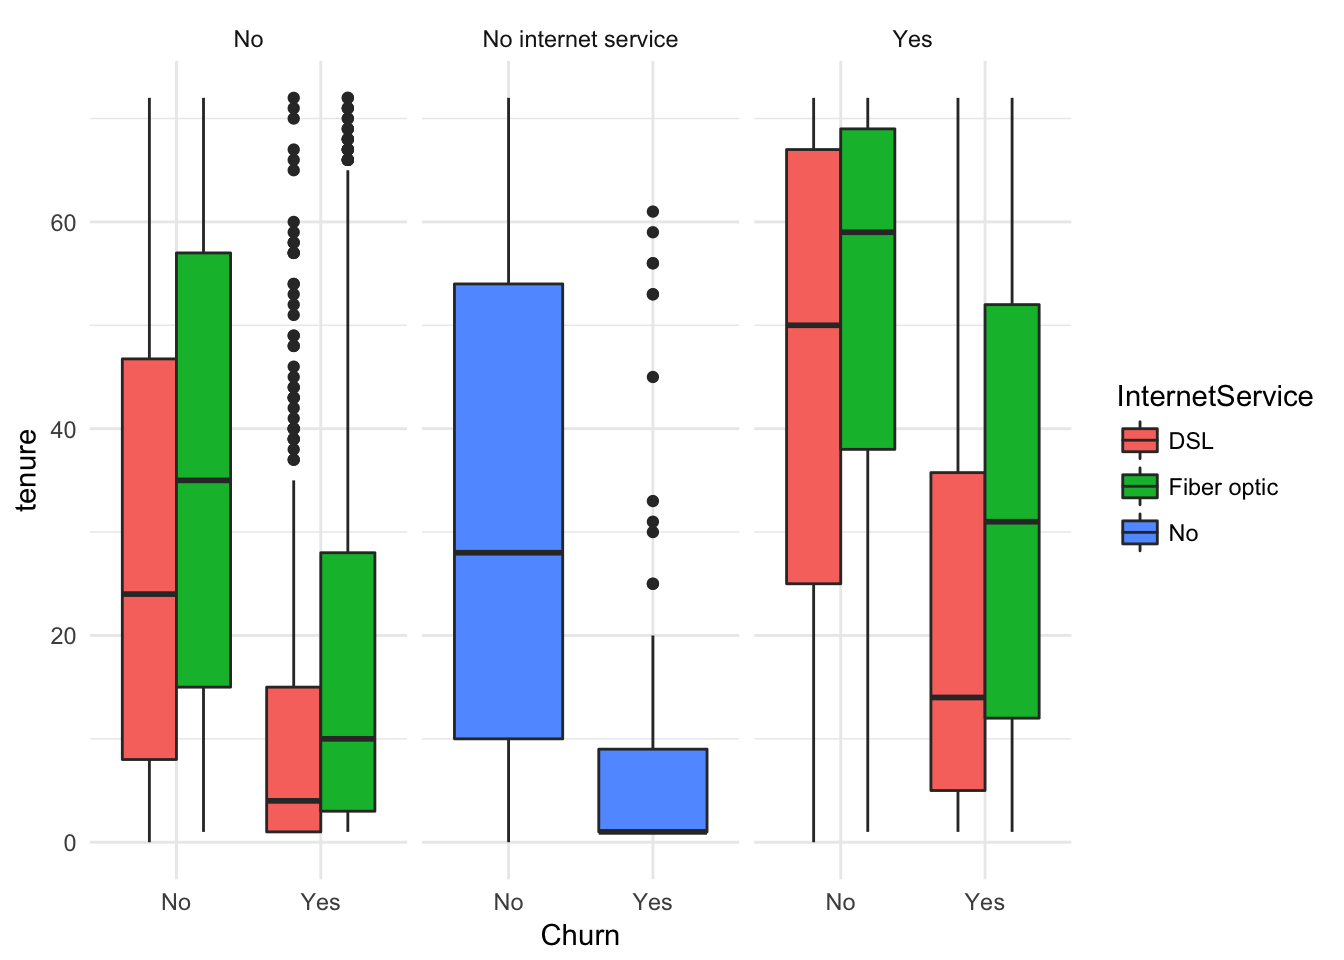 No No internet service Yes
60
40
20
0
tenure
No Yes No Yes No Yes
Churn
InternetService
DSL
Fiber optic
No